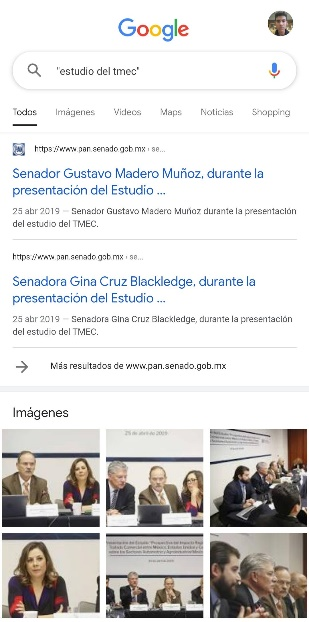 Google
"estudio del tmec"
Todos Imágenes Videos Maps Noticias Shopping
PAN
https://www.pan.senado.gob.mx › se...
Senador Gustavo Madero Muñoz, durante la
presentación del Estudio ...
25 abr 2019 — Senador Gustavo Madero Muñoz durante la presentación
del estudio del TMEC.
https://www.pan.senado.gob.mx › se...
Senadora Gina Cruz Blackledge, durante la
presentación del Estudio ...
25 abr 2019 — Senadora Gina Cruz Blackledge, durante la presentación
del estudio del TMEC.
Más resultados de www.pan.senado.gob.mx
Imágenes
25 de abril de 2019